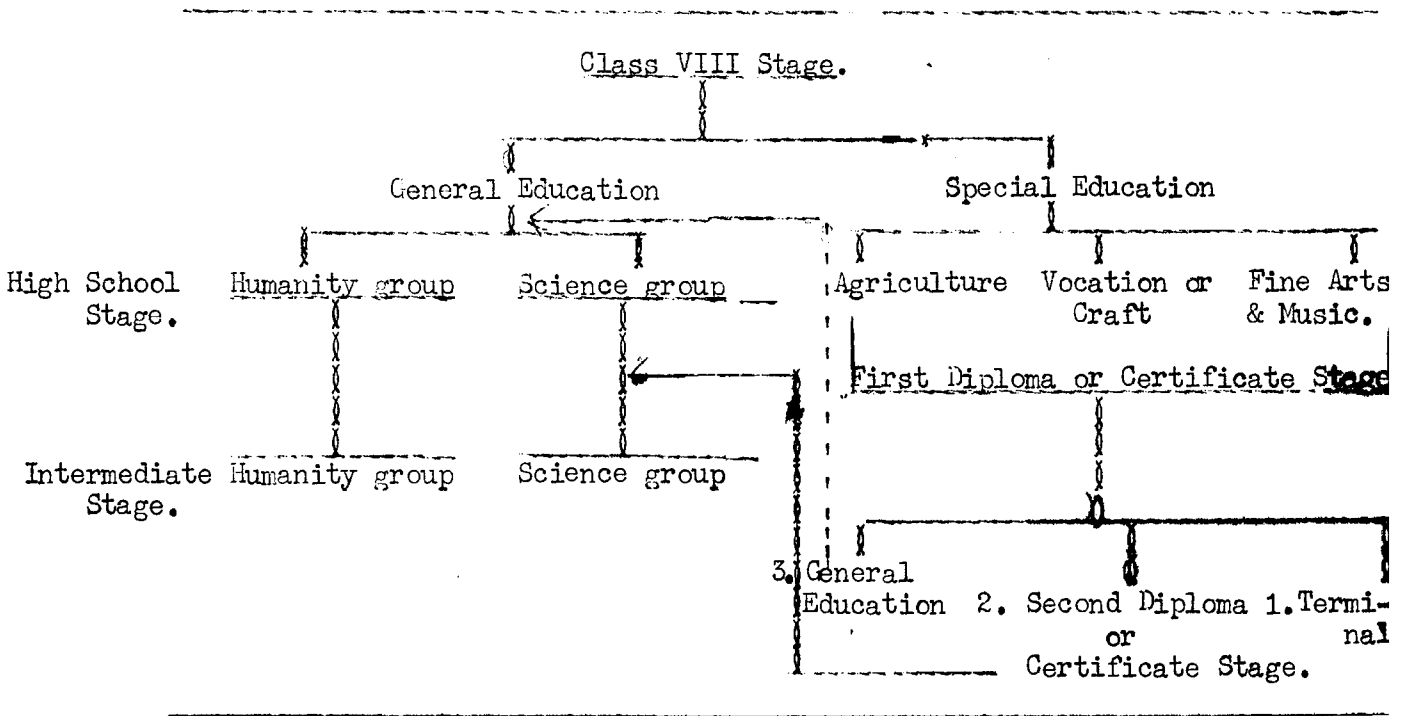 Class VIII Stage.
General Education Special Education
High School Humanity group Science group Agriculture Vocation or Fine Arts
Stage. Craft & Music.
First Diploma or Certificate Stage
Intermediate Humanity group Science group
Stage.
3. General
Education 2. Second Diploma 1. Termi-
or nal
Certificate Stage.